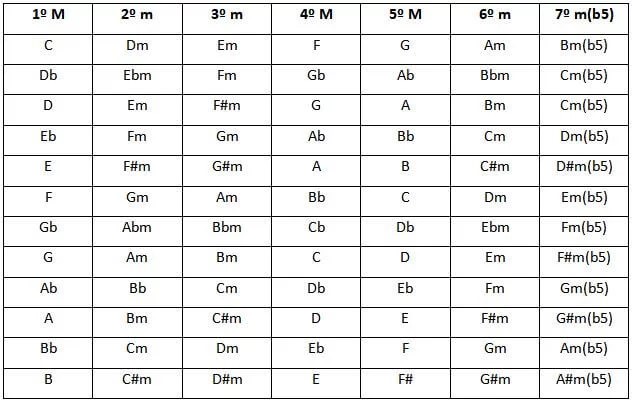 1º M 2º m 3º m 4º M 5º M 6º m 7º m(b5)
C Dm Em F G Am Bm(b5)
Db Ebm Fm Gb Ab Bbm Cm(b5)
D Em F#m G A Bm Cm(b5)
Eb Fm Gm Ab Bb Cm Dm(b5)
E F#m G#m A B C#m D#m(b5)
F Gm Am Bb C Dm Em(b5)
Gb Abm Bbm Cb Db Ebm Fm(b5)
G Am Bm C D Em F#m(b5)
Ab Bb Cm Db Eb Fm Gm(b5)
A Bm C#m D E F#m G#m(b5)
Bb Cm Dm Eb F Gm Am(b5)
B C#m D#m E F# G#m A#m(b5)